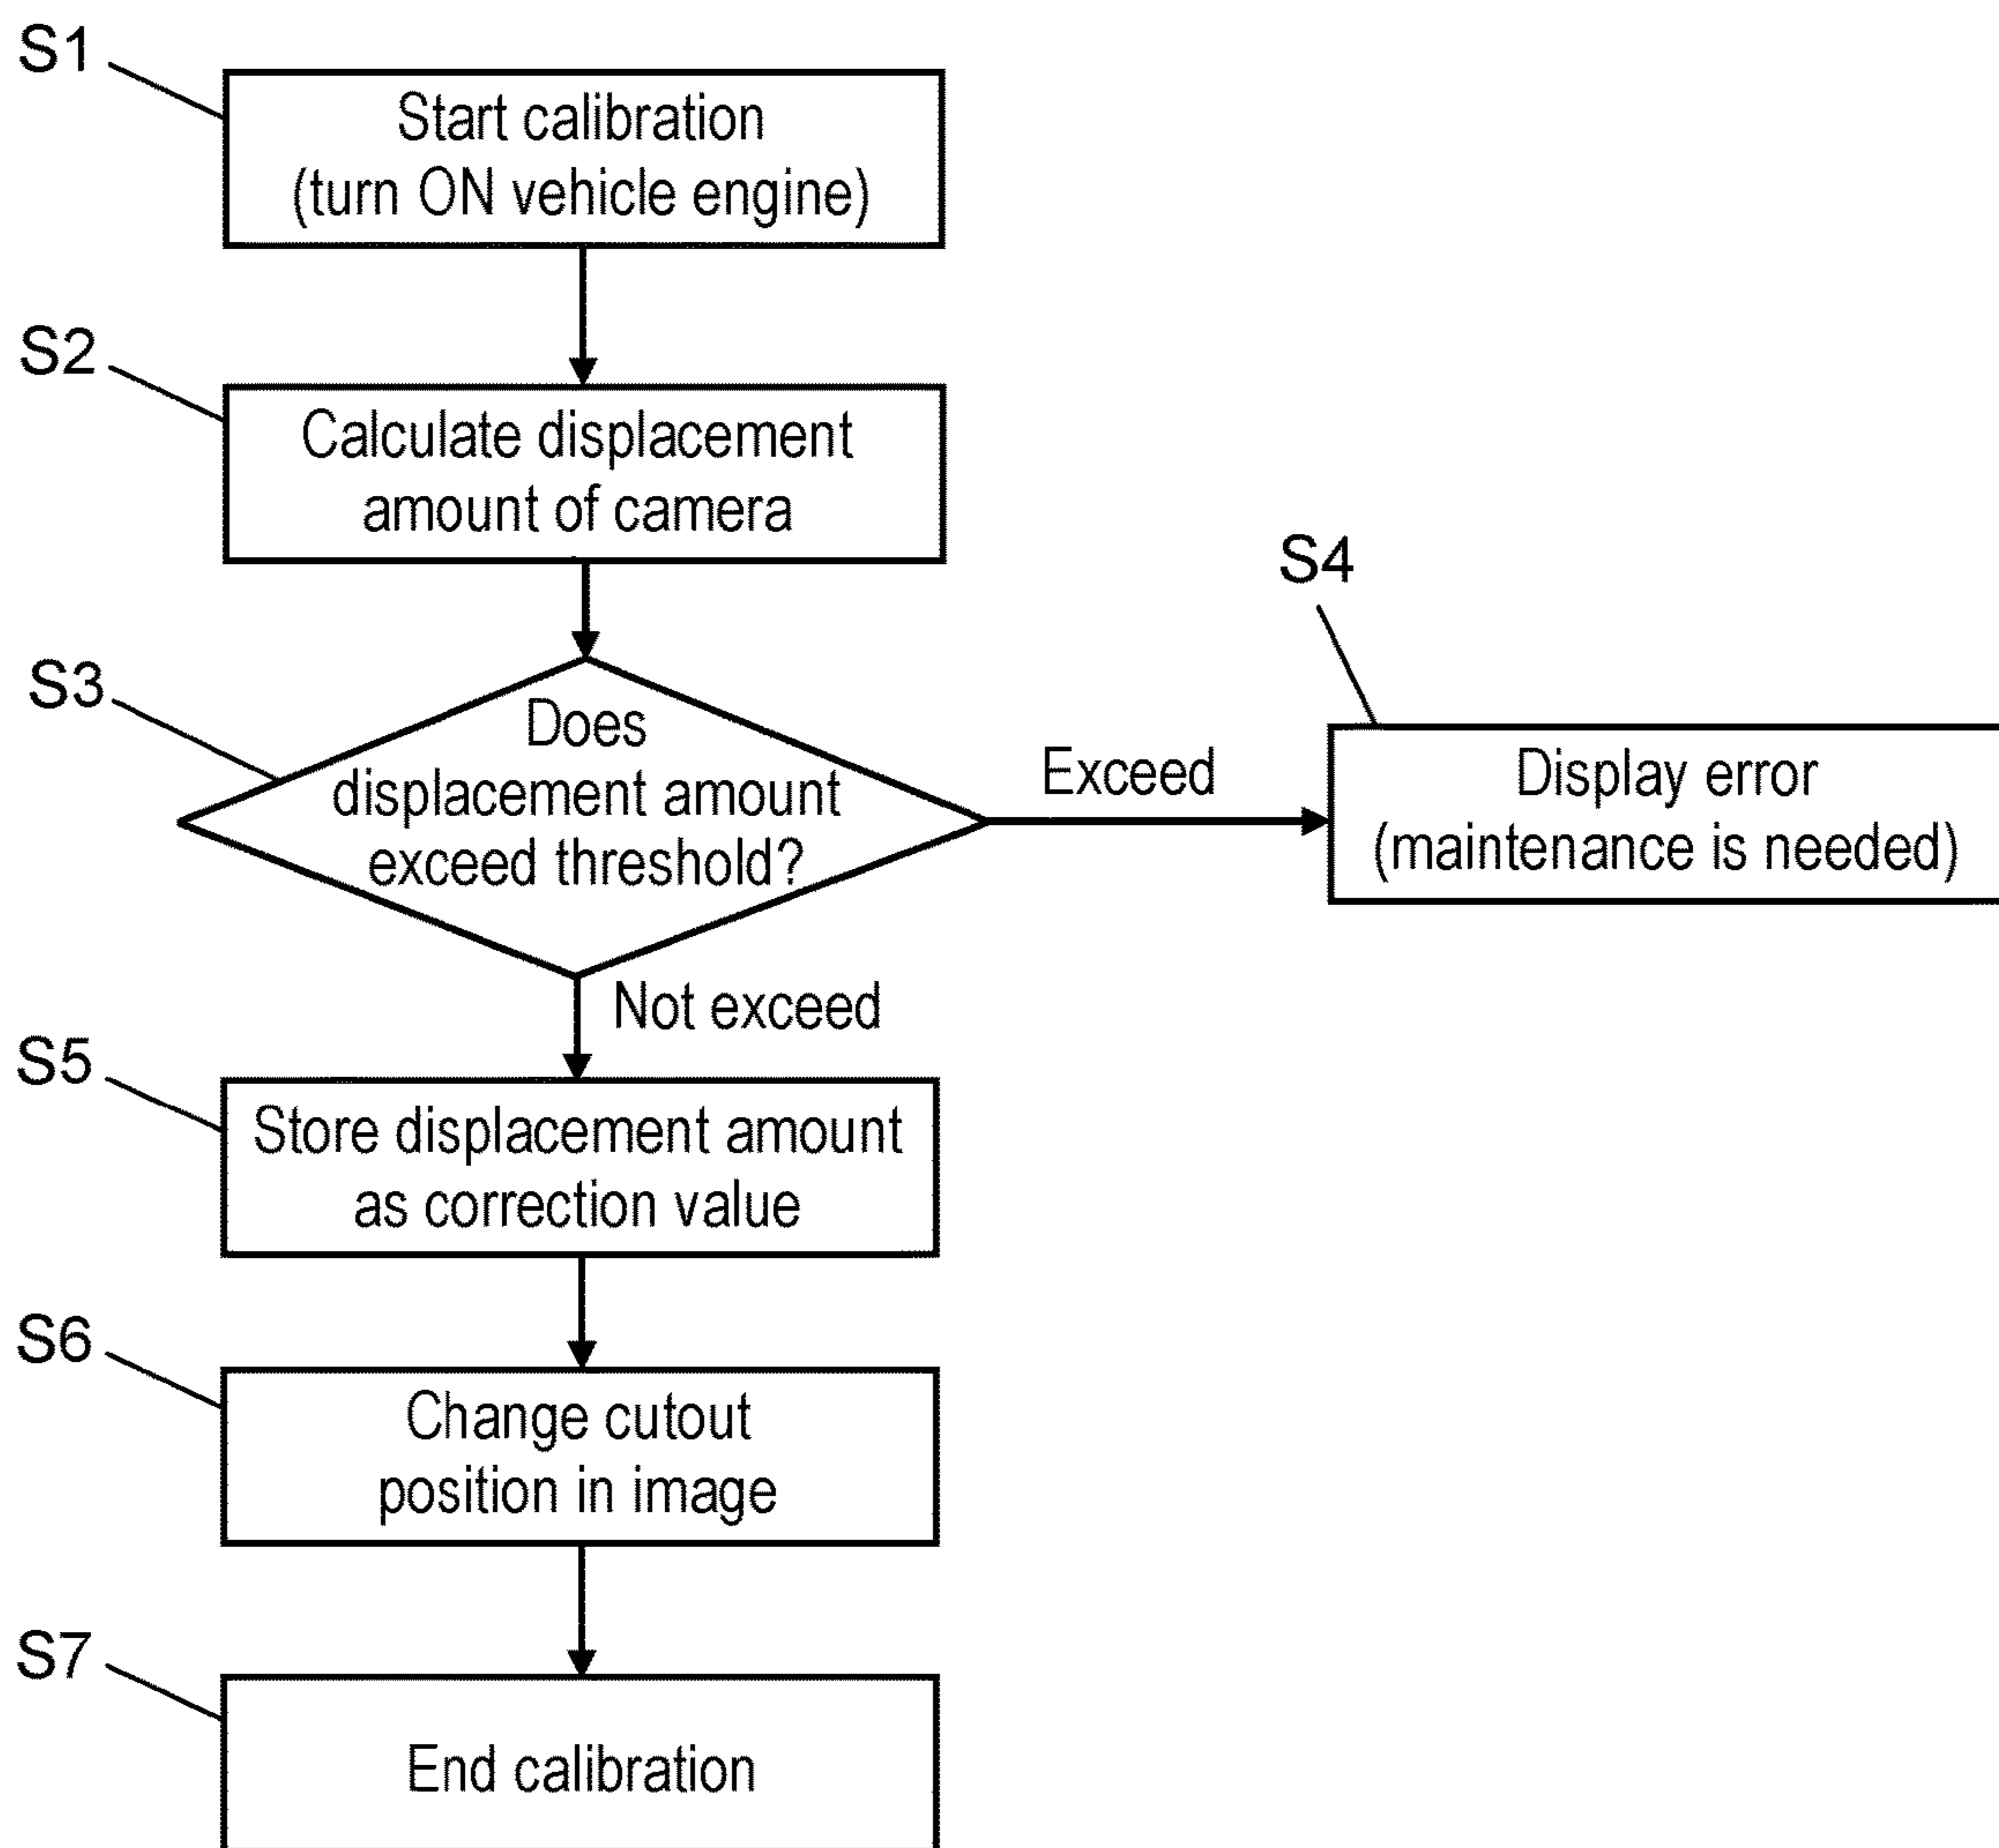 S1
Start calibration
(turn ON vehicle engine)
S2
Calculate displacement
amount of camera
S3
Does
displacement amount
exceed threshold?
Exceed
S4
Display error
(maintenance is needed)
Not exceed
S5
Store displacement amount
as correction value
S6
Change cutout
position in image
S7
End calibration